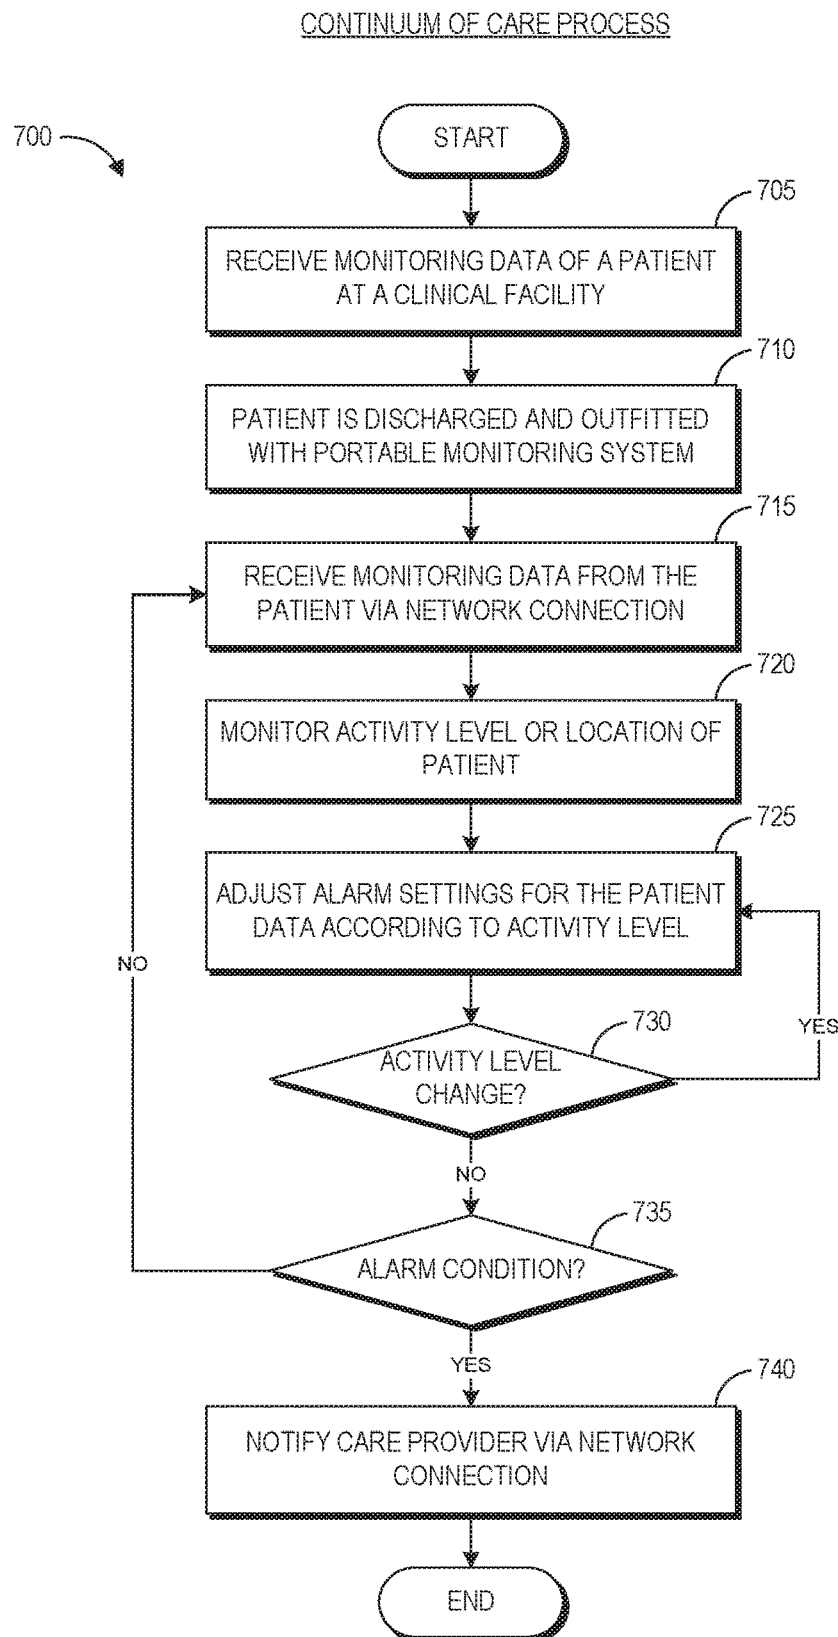 CONTINUUM OF CARE PROCESS
700
START
705
RECEIVE MONITORING DATA OF A PATIENT
AT A CLINICAL FACILITY
710
PATIENT IS DISCHARGED AND OUTFITTED
WITH PORTABLE MONITORING SYSTEM
715
RECEIVE MONITORING DATA FROM THE
PATIENT VIA NETWORK CONNECTION
720
MONITOR ACTIVITY LEVEL OR LOCATION OF
PATIENT
725
ADJUST ALARM SETTINGS FOR THE PATIENT
DATA ACCORDING TO ACTIVITY LEVEL
NO
730
YES
ACTIVITY LEVEL
CHANGE?
NO
735
ALARM CONDITION?
YES
740
NOTIFY CARE PROVIDER VIA NETWORK
CONNECTION
END